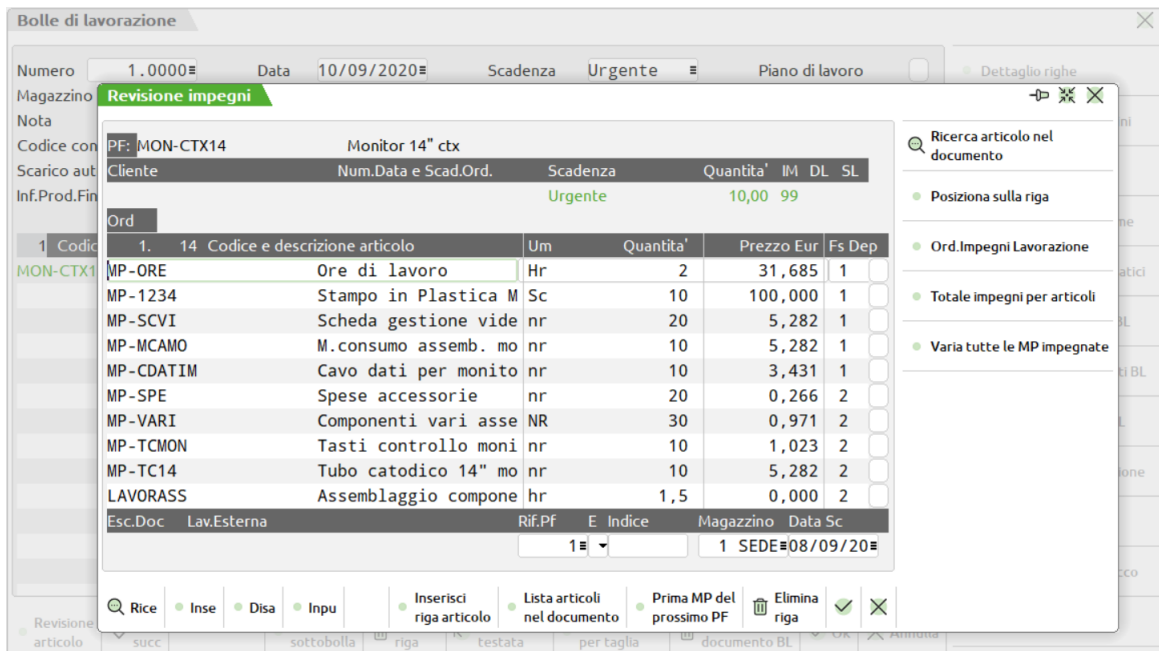 Bolle di lavorazione
Numero 1.0000 Data 10/09/2020 Scadenza Urgente Piano di lavoro Dettaglio righe
Magazzino Revisione impegni
Nota
Codice con PF: MON-CTX14 Monitor 14" ctx Ricerca articolo nel documento
Scarico aut Cliente Num.Data e Scad.Ord. Scadenza Quantita' IM DL SL
Inf.Prod.Fin Urgente 10,00 99 Posiziona sulla riga
Ord
1 Codic 1. 14 Codice e descrizione articolo Um Quantita' Prezzo Eur Fs Dep Ord.Impegni Lavorazione
MON-CTX1 MP-ORE Ore di lavoro Hr 2 31,685 1
MP-1234 Stampo in Plastica M Sc 10 100,000 1 Totale impegni per articoli
MP-SCVI Scheda gestione vide nr 20 5,282 1
MP-MCAMO M.consumo assemb. mo nr 10 5,282 1 Varia tutte le MP impegnate
MP-CDATIM Cavo dati per monito nr 10 3,431 1
MP-SPE Spese accessorie nr 20 0,266 2
MP-VARI Componenti vari asse NR 30 0,971 2
MP-TCMON Tasti controllo moni nr 10 1,023 2
MP-TC14 Tubo catodico 14" mo nr 10 5,282 2
LAVORASS Assemblaggio compone hr 1,5 0,000 2
Esc.Doc Lav.Esterna Rif.Pf E Indice Magazzino Data Sc
1 1 SEDE 08/09/20
Rice Inse Disa Inpu Inserisci riga articolo Lista articoli nel documento Prima MP del prossimo PF Elimina riga
Revisione articolo succ sottobolla riga testata per taglia documento BL Ok Annulla